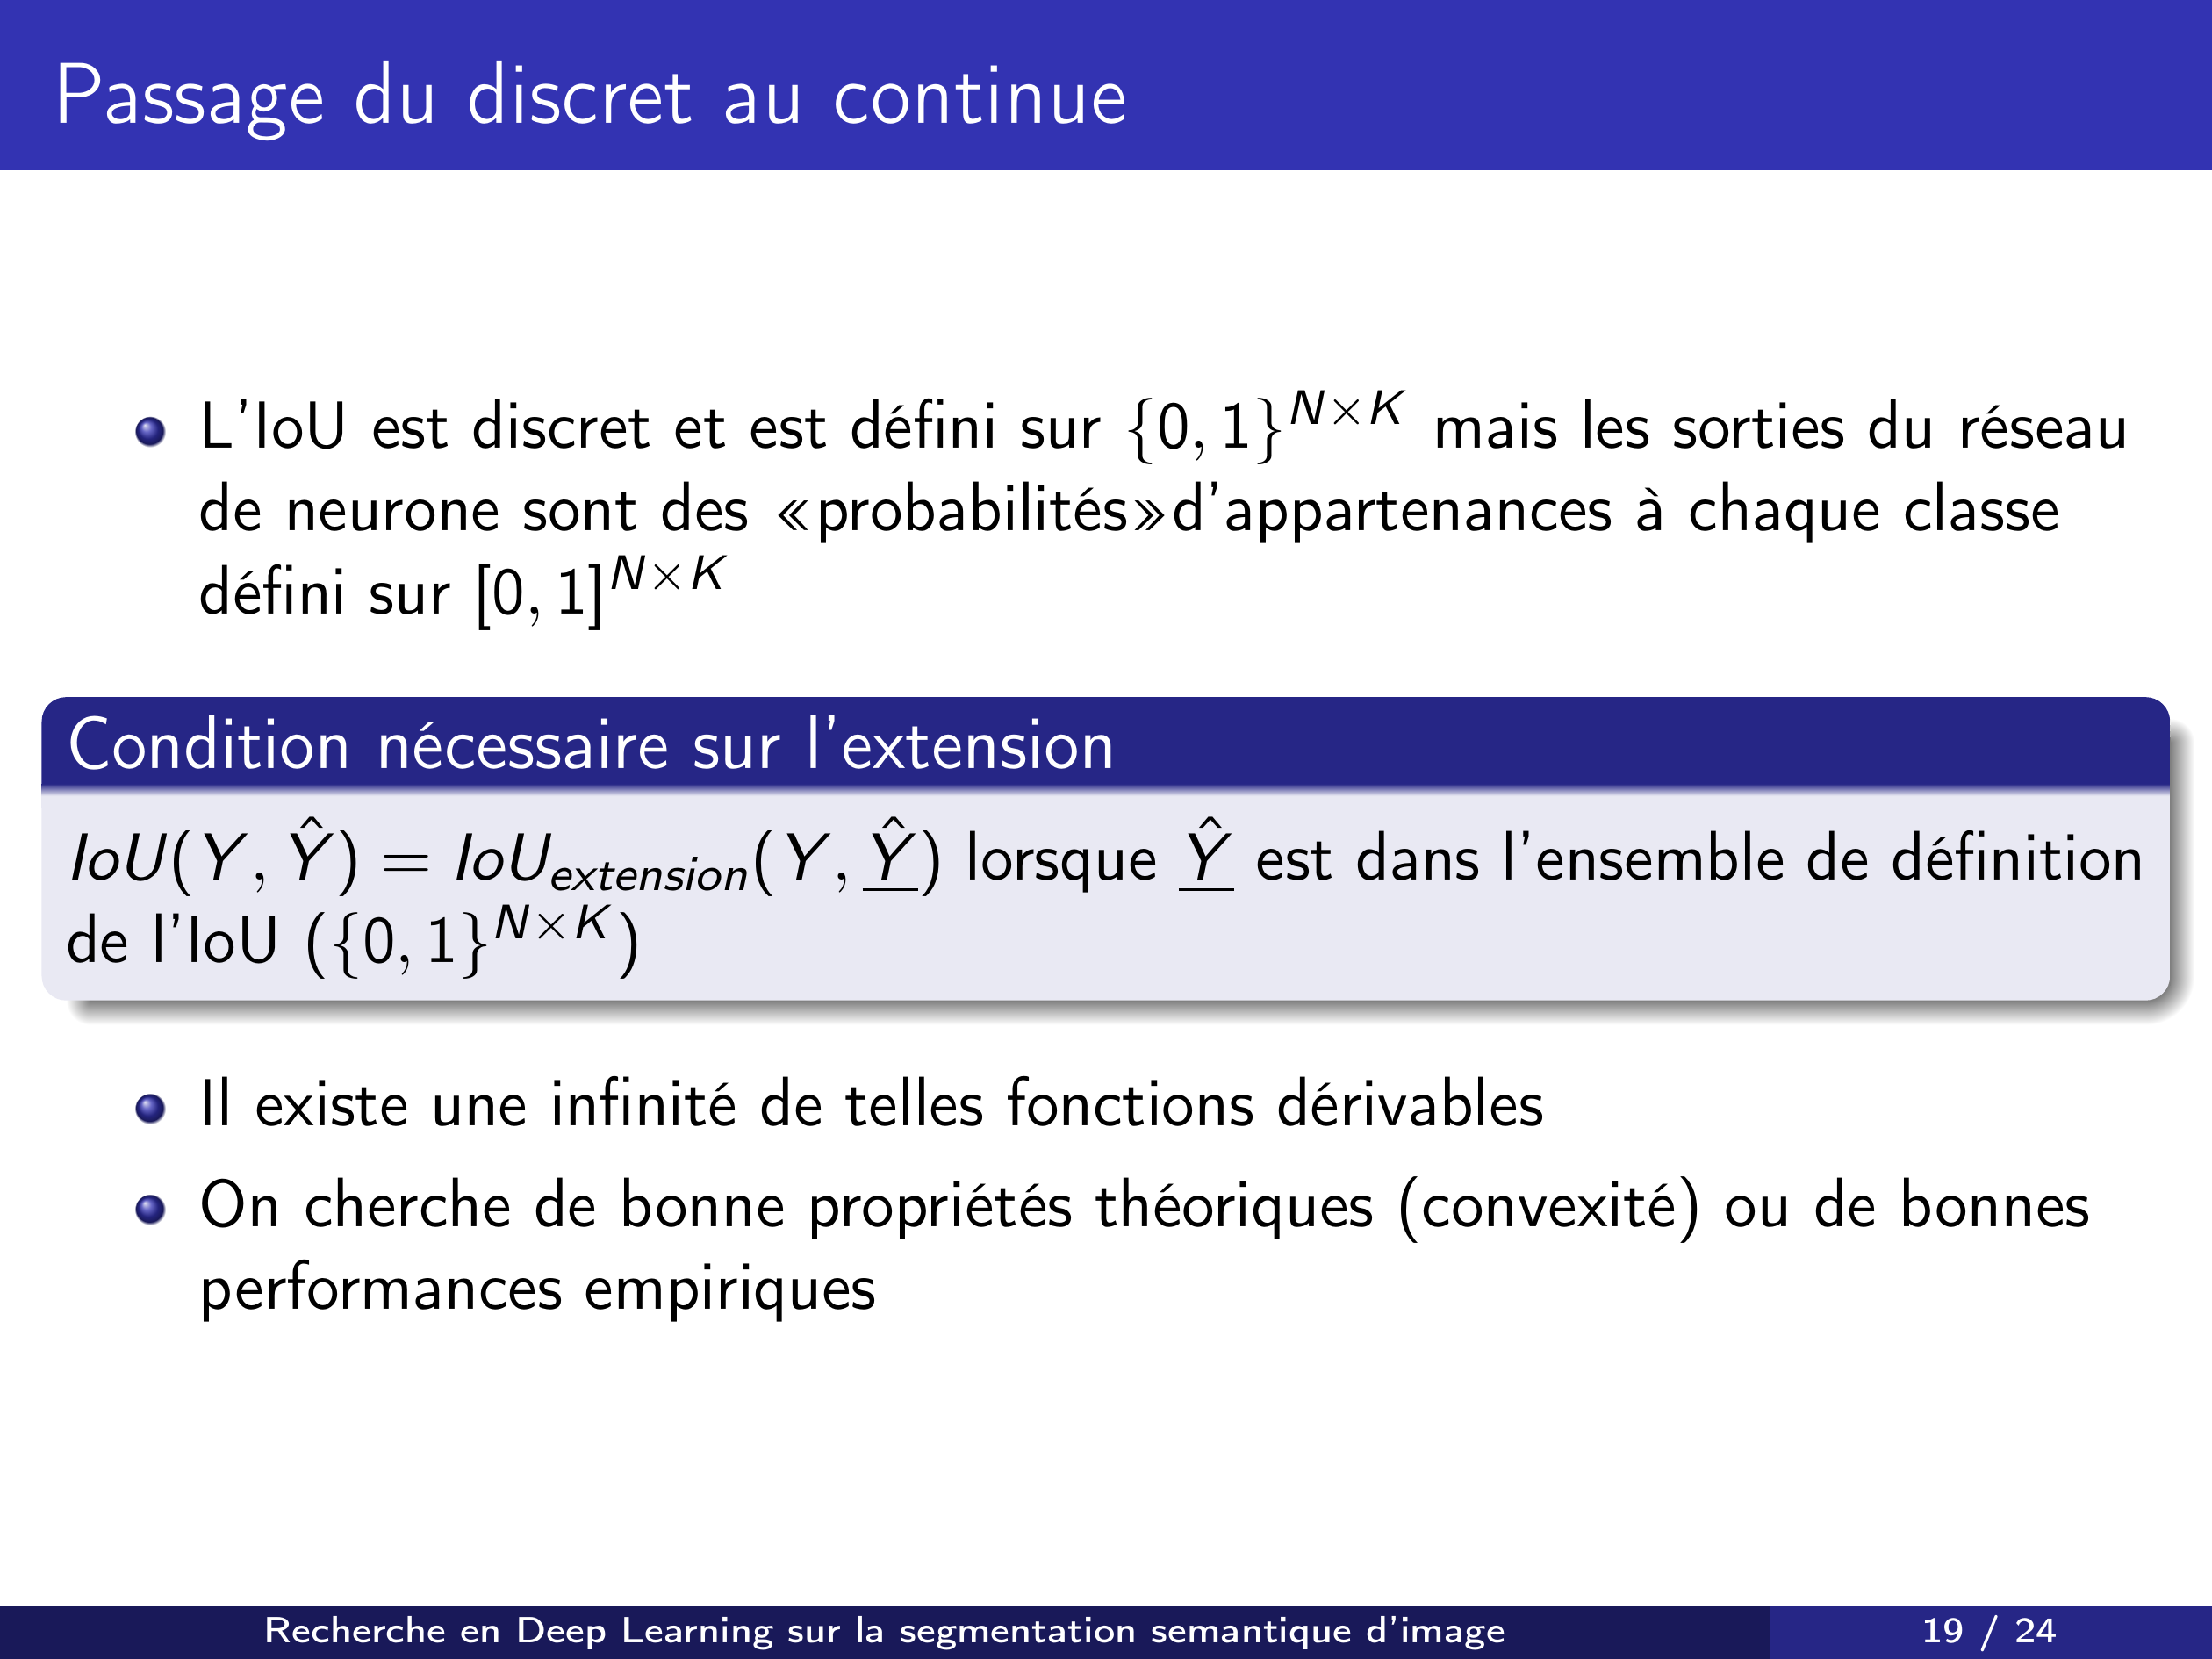 Passage du discret au continue
L'IoU est discret et est défini sur $\{0, 1\}^{N \times K}$ mais les sorties du réseau
de neurone sont des «probabilités»d'appartenances à chaque classe
défini sur $[0, 1]^{N \times K}$
Condition nécessaire sur l'extension
$IoU(Y, \hat{Y}) = IoU_{extension}(Y, \underline{\hat{Y}})$ lorsque $\underline{\hat{Y}}$ est dans l'ensemble de définition
de l'IoU ($\{0, 1\}^{N \times K}$)
Il existe une infinité de telles fonctions dérivables
On cherche de bonne propriétés théoriques (convexité) ou de bonnes
performances empiriques
Recherche en Deep Learning sur la segmentation semantique d'image
19 / 24